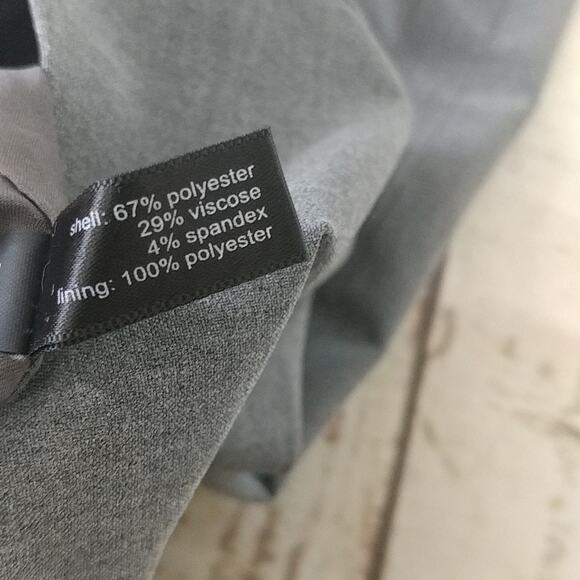 shell: 67% polyester
29% viscose
4% spandex
lining: 100% polyester